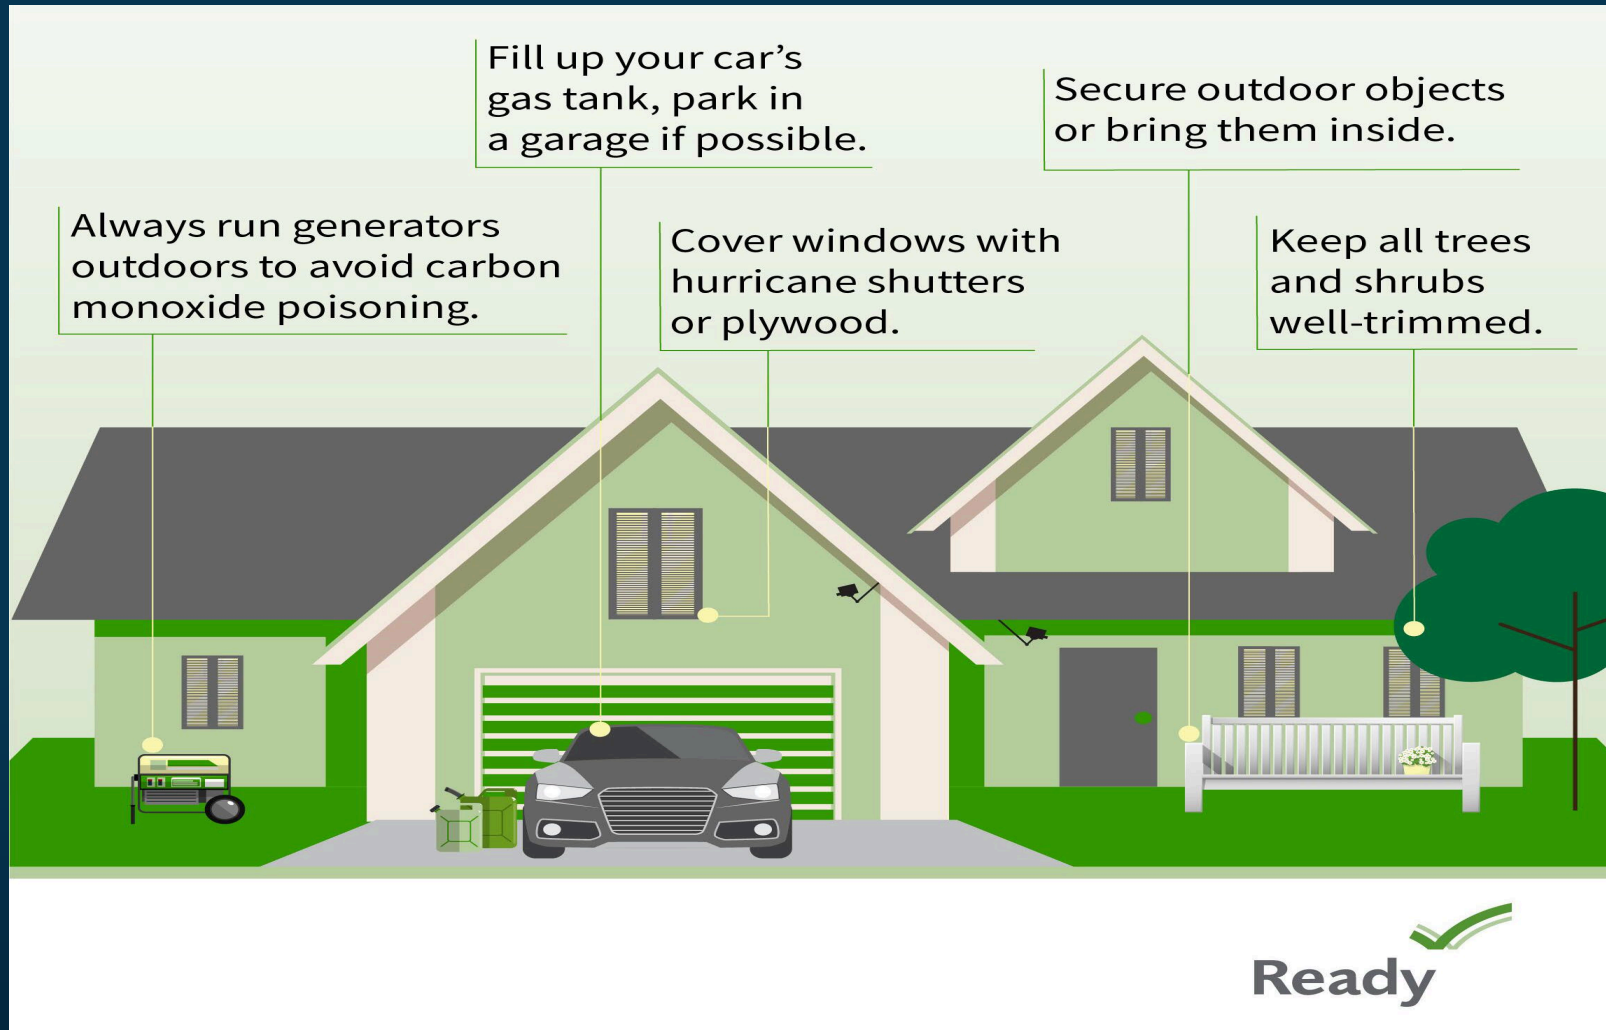 Fill up your car’s
gas tank, park in
a garage if possible.
Secure outdoor objects
or bring them inside.
Always run generators
outdoors to avoid carbon
monoxide poisoning.
Cover windows with
hurricane shutters
or plywood.
Keep all trees
and shrubs
well-trimmed.
Ready